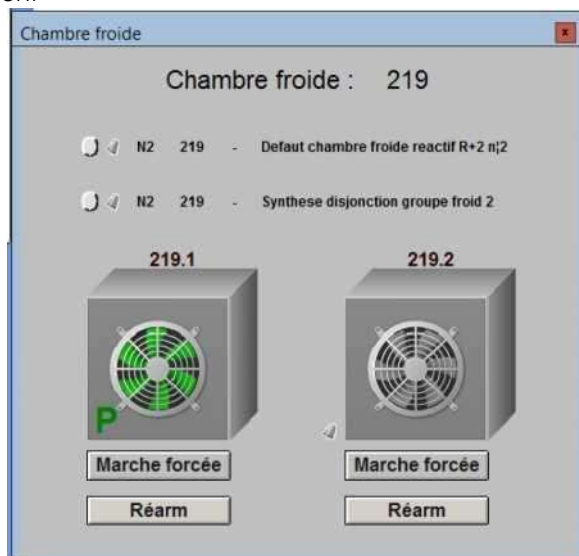 Chambre froide
Chambre froide : 219
N2 219 - Defaut chambre froide reactif R+2 n¦2
N2 219 - Synthese disjonction groupe froid 2
219.1 219.2
P
Marche forcée Marche forcée
Réarm Réarm